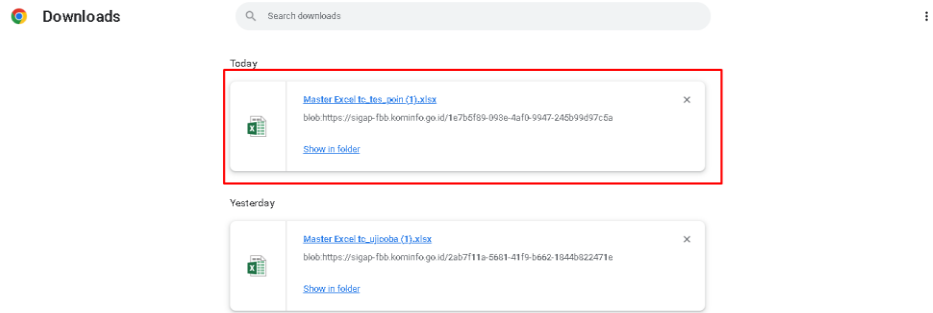 Downloads
Search downloads
Today
Master Excel tc_tes_poin (1).xlsx
blob:https://sigap-fbb.kominfo.go.id/1e7b5f89-093e-4af0-9947-245b99d97c5a
Show in folder
Yesterday
Master Excel tc_ujicoba (1).xlsx
blob:https://sigap-fbb.kominfo.go.id/2ab7f11a-5681-41f9-b662-1844b822471e
Show in folder